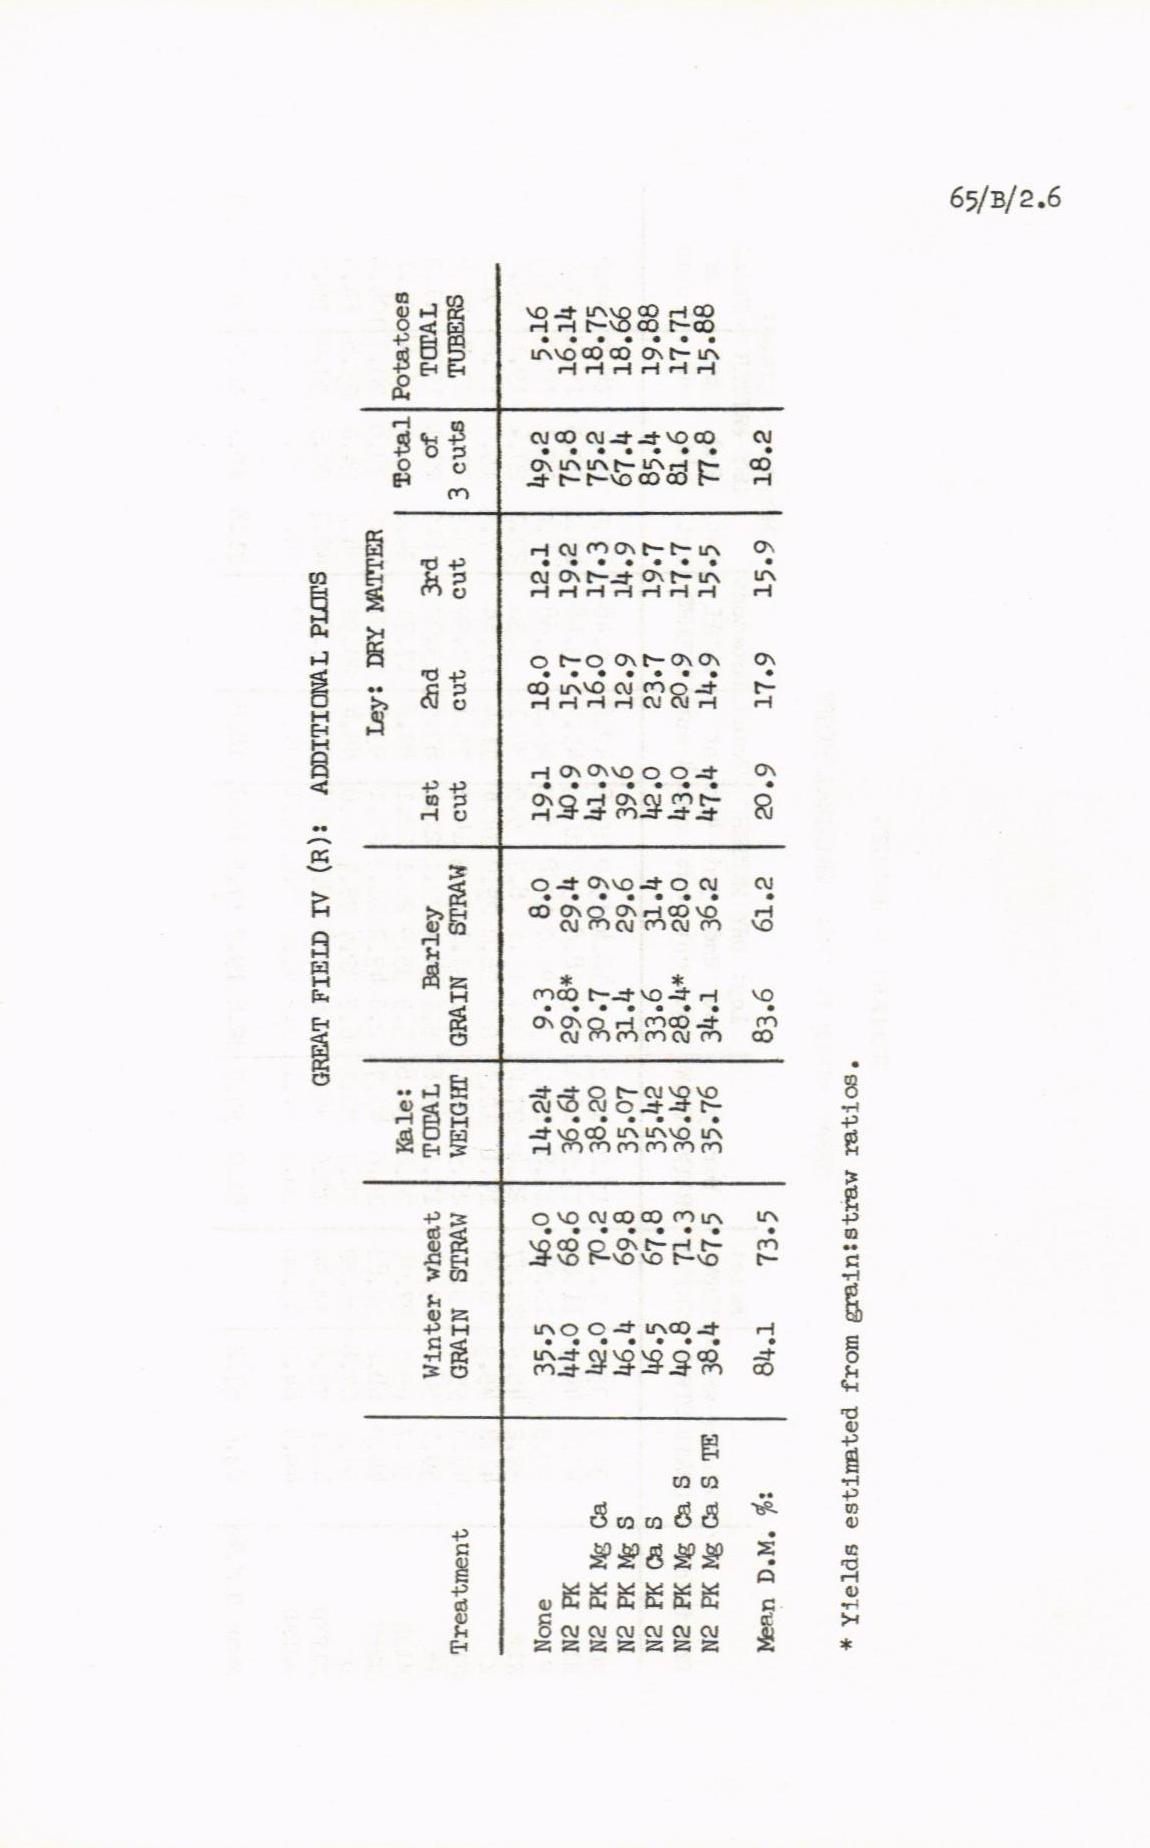 65/B/2.6
GREAT FIELD IV (R): ADDITIONAL PLOTS
Kale: Ley: DRY MATTER Total Potatoes
Winter wheat TOTAL Barley 1st 2nd 3rd of TOTAL
Treatment GRAIN STRAW WEIGHT GRAIN STRAW cut cut cut 3 cuts TUBERS
None 35.5 46.0 14.24 9.3 8.0 19.1 18.0 12.1 49.2 5.16
N2 PK 44.0 68.6 36.64 29.8* 29.4 40.9 15.7 19.2 75.8 16.14
N2 PK Mg Ca 42.0 70.2 38.20 30.7 30.9 41.9 16.0 17.3 75.2 18.75
N2 PK Mg S 46.4 69.8 35.07 31.4 29.6 39.6 12.9 14.9 67.4 18.66
N2 PK Ca S 46.5 67.8 35.42 33.6 31.4 42.0 23.7 19.7 85.4 19.88
N2 PK Mg Ca S 40.8 71.3 36.46 28.4* 28.0 43.0 20.9 17.7 81.6 17.71
N2 PK Mg Ca S TE 38.4 67.5 35.76 34.1 36.2 47.4 14.9 15.5 77.8 15.88
Mean D.M. %: 84.1 73.5 83.6 61.2 20.9 17.9 15.9 18.2
* Yields estimated from grain:straw ratios.